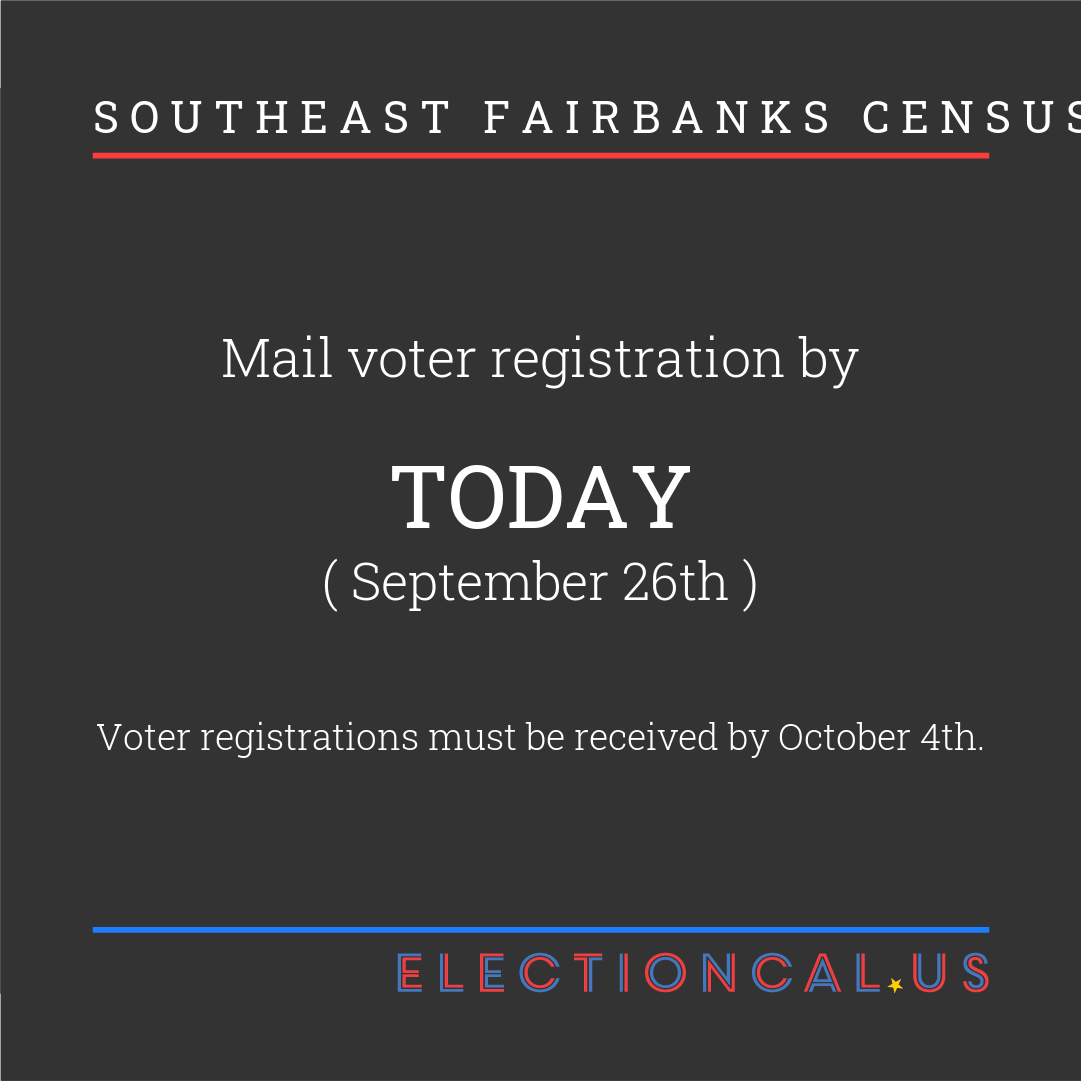 SOUTHEAST FAIRBANKS CENSUS
Mail voter registration by
TODAY
( September 26th )
Voter registrations must be received by October 4th.
ELECTIONCAL.US